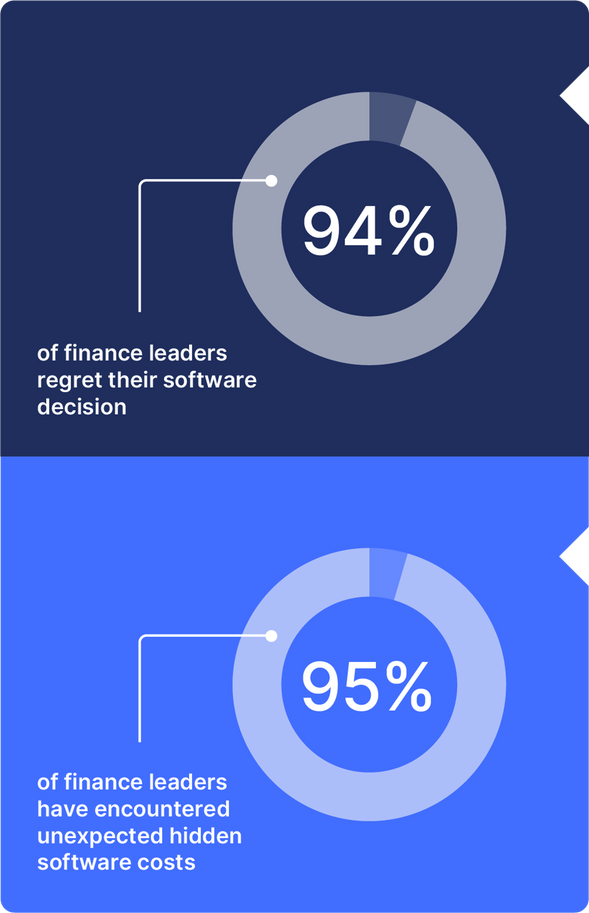 94%
of finance leaders
regret their software
decision
95%
of finance leaders
have encountered
unexpected hidden
software costs